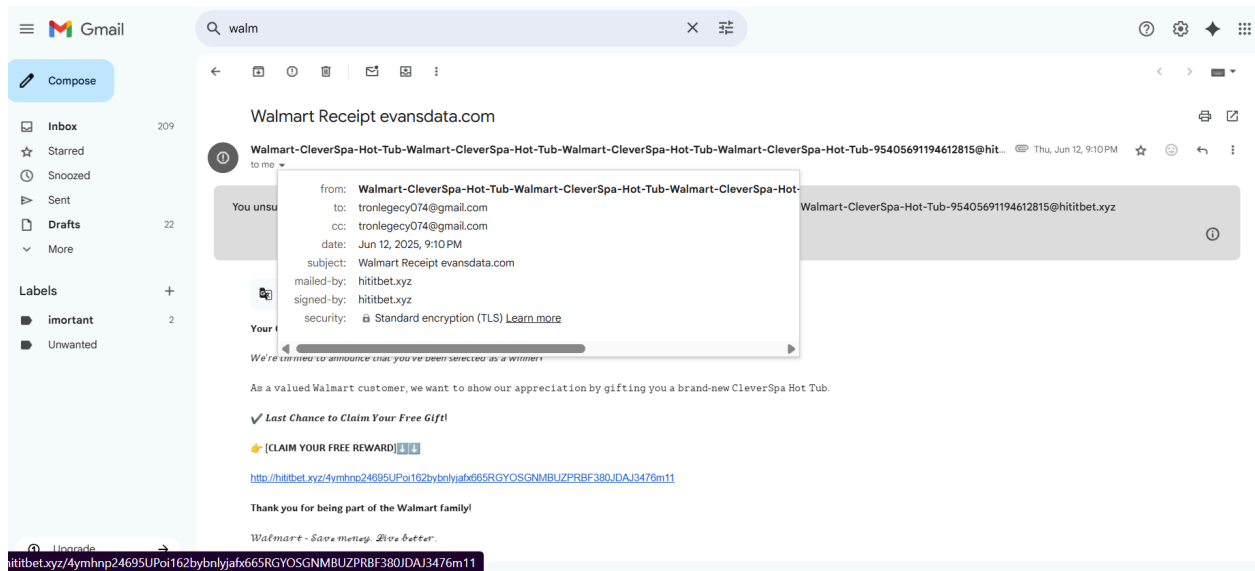 Gmail
walm
Compose
Inbox 209
Starred
Snoozed
Sent
Drafts 22
More
Labels
imortant 2
Unwanted
Upgrade
Walmart Receipt evansdata.com
Walmart-CleverSpa-Hot-Tub-Walmart-CleverSpa-Hot-Tub-Walmart-CleverSpa-Hot-Tub-Walmart-CleverSpa-Hot-Tub-95405691194612815@hit... Thu, Jun 12, 9:10 PM
to me
You unsu
Walmart-CleverSpa-Hot-Tub-95405691194612815@hititbet.xyz
from: Walmart-CleverSpa-Hot-Tub-Walmart-CleverSpa-Hot-Tub-Walmart-CleverSpa-Hot-
to: tronlegacy074@gmail.com
cc: tronlegacy074@gmail.com
date: Jun 12, 2025, 9:10 PM
subject: Walmart Receipt evansdata.com
mailed-by: hititbet.xyz
signed-by: hititbet.xyz
security: Standard encryption (TLS) Learn more
Your
We're thrilled to announce that you've been selected as a winner!
As a valued Walmart customer, we want to show our appreciation by gifting you a brand-new CleverSpa Hot Tub.
✔ Last Chance to Claim Your Free Gift!
👉 [CLAIM YOUR FREE REWARD]⬇⬇
http://hititbet.xyz/4ymhnp24695UPoi162bybnlyjafx665RGYOSGNMBUZPRBF380JDAJ3476m11
Thank you for being part of the Walmart family!
Walmart - Save money. Live better.
hititbet.xyz/4ymhnp24695UPoi162bybnlyjafx665RGYOSGNMBUZPRBF380JDAJ3476m11